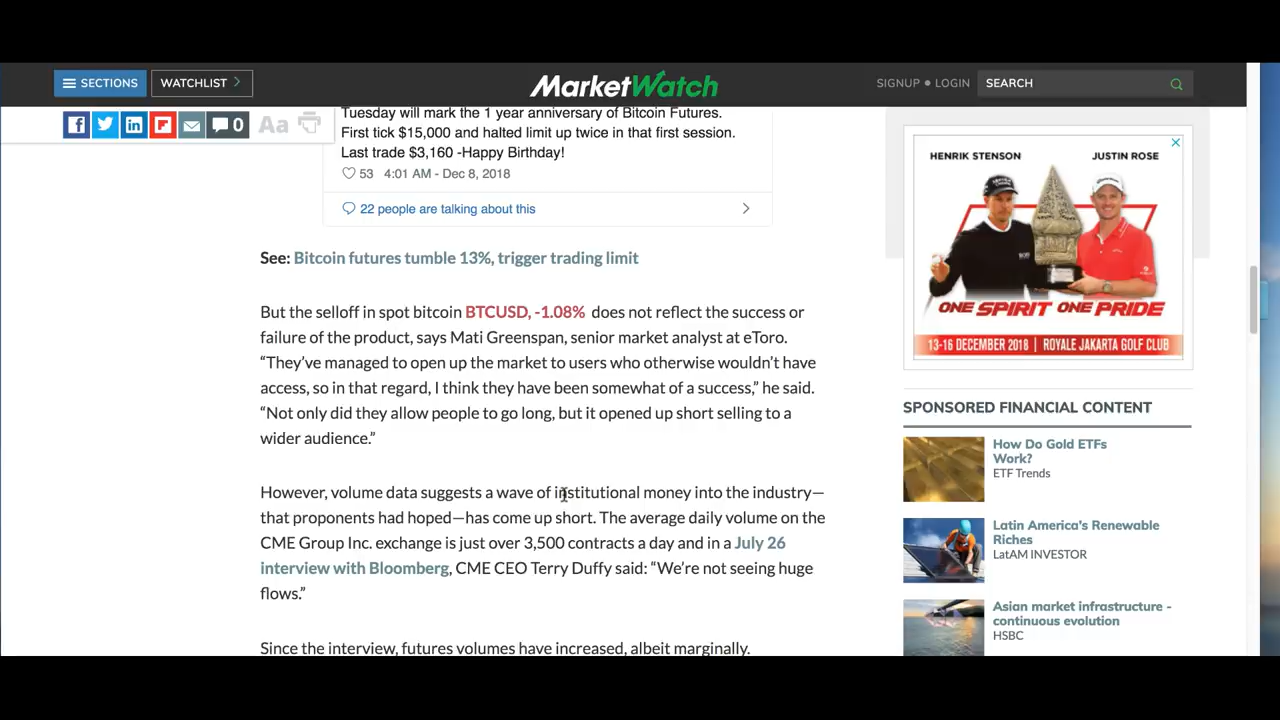 SECTIONS
WATCHLIST
MarketWatch
SIGNUP • LOGIN
SEARCH
0
Aa
Tuesday will mark the 1 year anniversary of Bitcoin Futures.
First tick $15,000 and halted limit up twice in that first session.
Last trade $3,160 -Happy Birthday!
53 4:01 AM - Dec 8, 2018
22 people are talking about this
See: Bitcoin futures tumble 13%, trigger trading limit
But the selloff in spot bitcoin BTCUSD, -1.08% does not reflect the success or
failure of the product, says Mati Greenspan, senior market analyst at eToro.
“They’ve managed to open up the market to users who otherwise wouldn’t have
access, so in that regard, I think they have been somewhat of a success,” he said.
“Not only did they allow people to go long, but it opened up short selling to a
wider audience.”
However, volume data suggests a wave of institutional money into the industry—
that proponents had hoped—has come up short. The average daily volume on the
CME Group Inc. exchange is just over 3,500 contracts a day and in a July 26
interview with Bloomberg, CME CEO Terry Duffy said: “We’re not seeing huge
flows.”
Since the interview, futures volumes have increased, albeit marginally.
HENRIK STENSON
JUSTIN ROSE
ONE SPIRIT ONE PRIDE
13-16 DECEMBER 2018 | ROYALE JAKARTA GOLF CLUB
SPONSORED FINANCIAL CONTENT
How Do Gold ETFs
Work?
ETF Trends
Latin America's Renewable
Riches
LatAM INVESTOR
Asian market infrastructure -
continuous evolution
HSBC